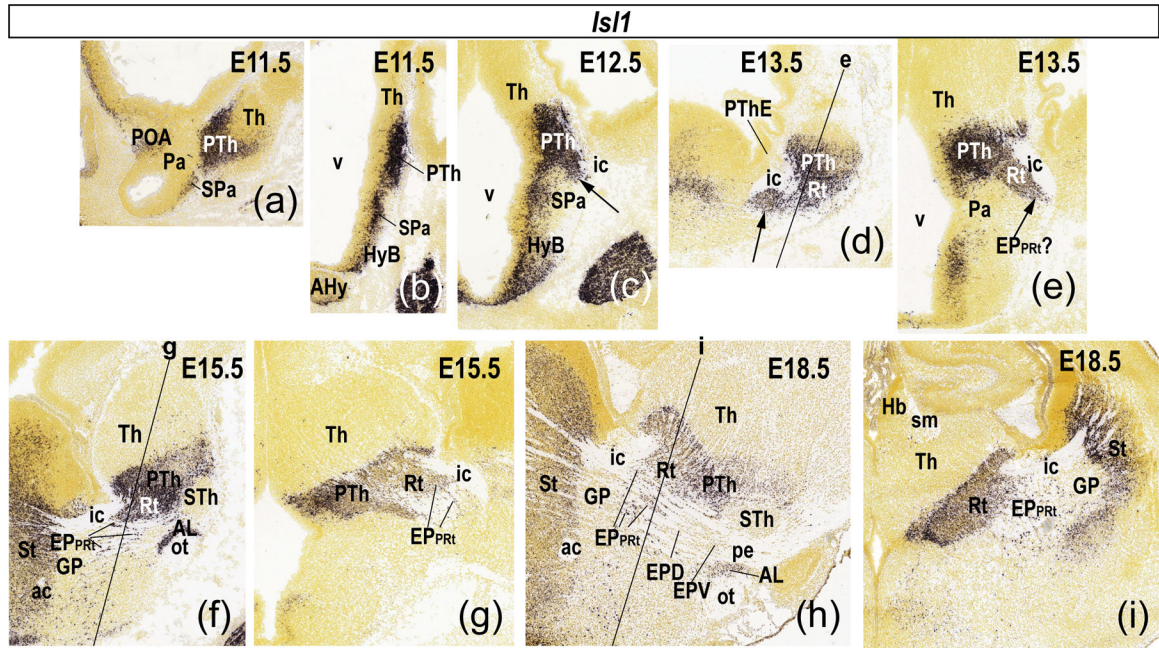 Isl1
E11.5
POA
Th
PTh
Pa
SPa
(a)
E11.5
Th
v
PTh
SPa
HyB
AHy
(b)
E12.5
Th
PTh
ic
v
SPa
HyB
(c)
E13.5
e
PThE
PTh
ic
Rt
(d)
E13.5
Th
PTh
ic
Rt
Pa
v
EPPRt?
(e)
g
E15.5
Th
PTh
Rt
STh
ic
AL
EPPRt
ot
St
GP
ac
(f)
E15.5
Th
ic
Rt
PTh
EPPRt
(g)
i
E18.5
Th
ic
Rt
St
GP
PTh
STh
EPPRt
ac
pe
EPD
AL
EPV
ot
(h)
E18.5
Hb
sm
St
Th
ic
GP
Rt
EPPRt
(i)